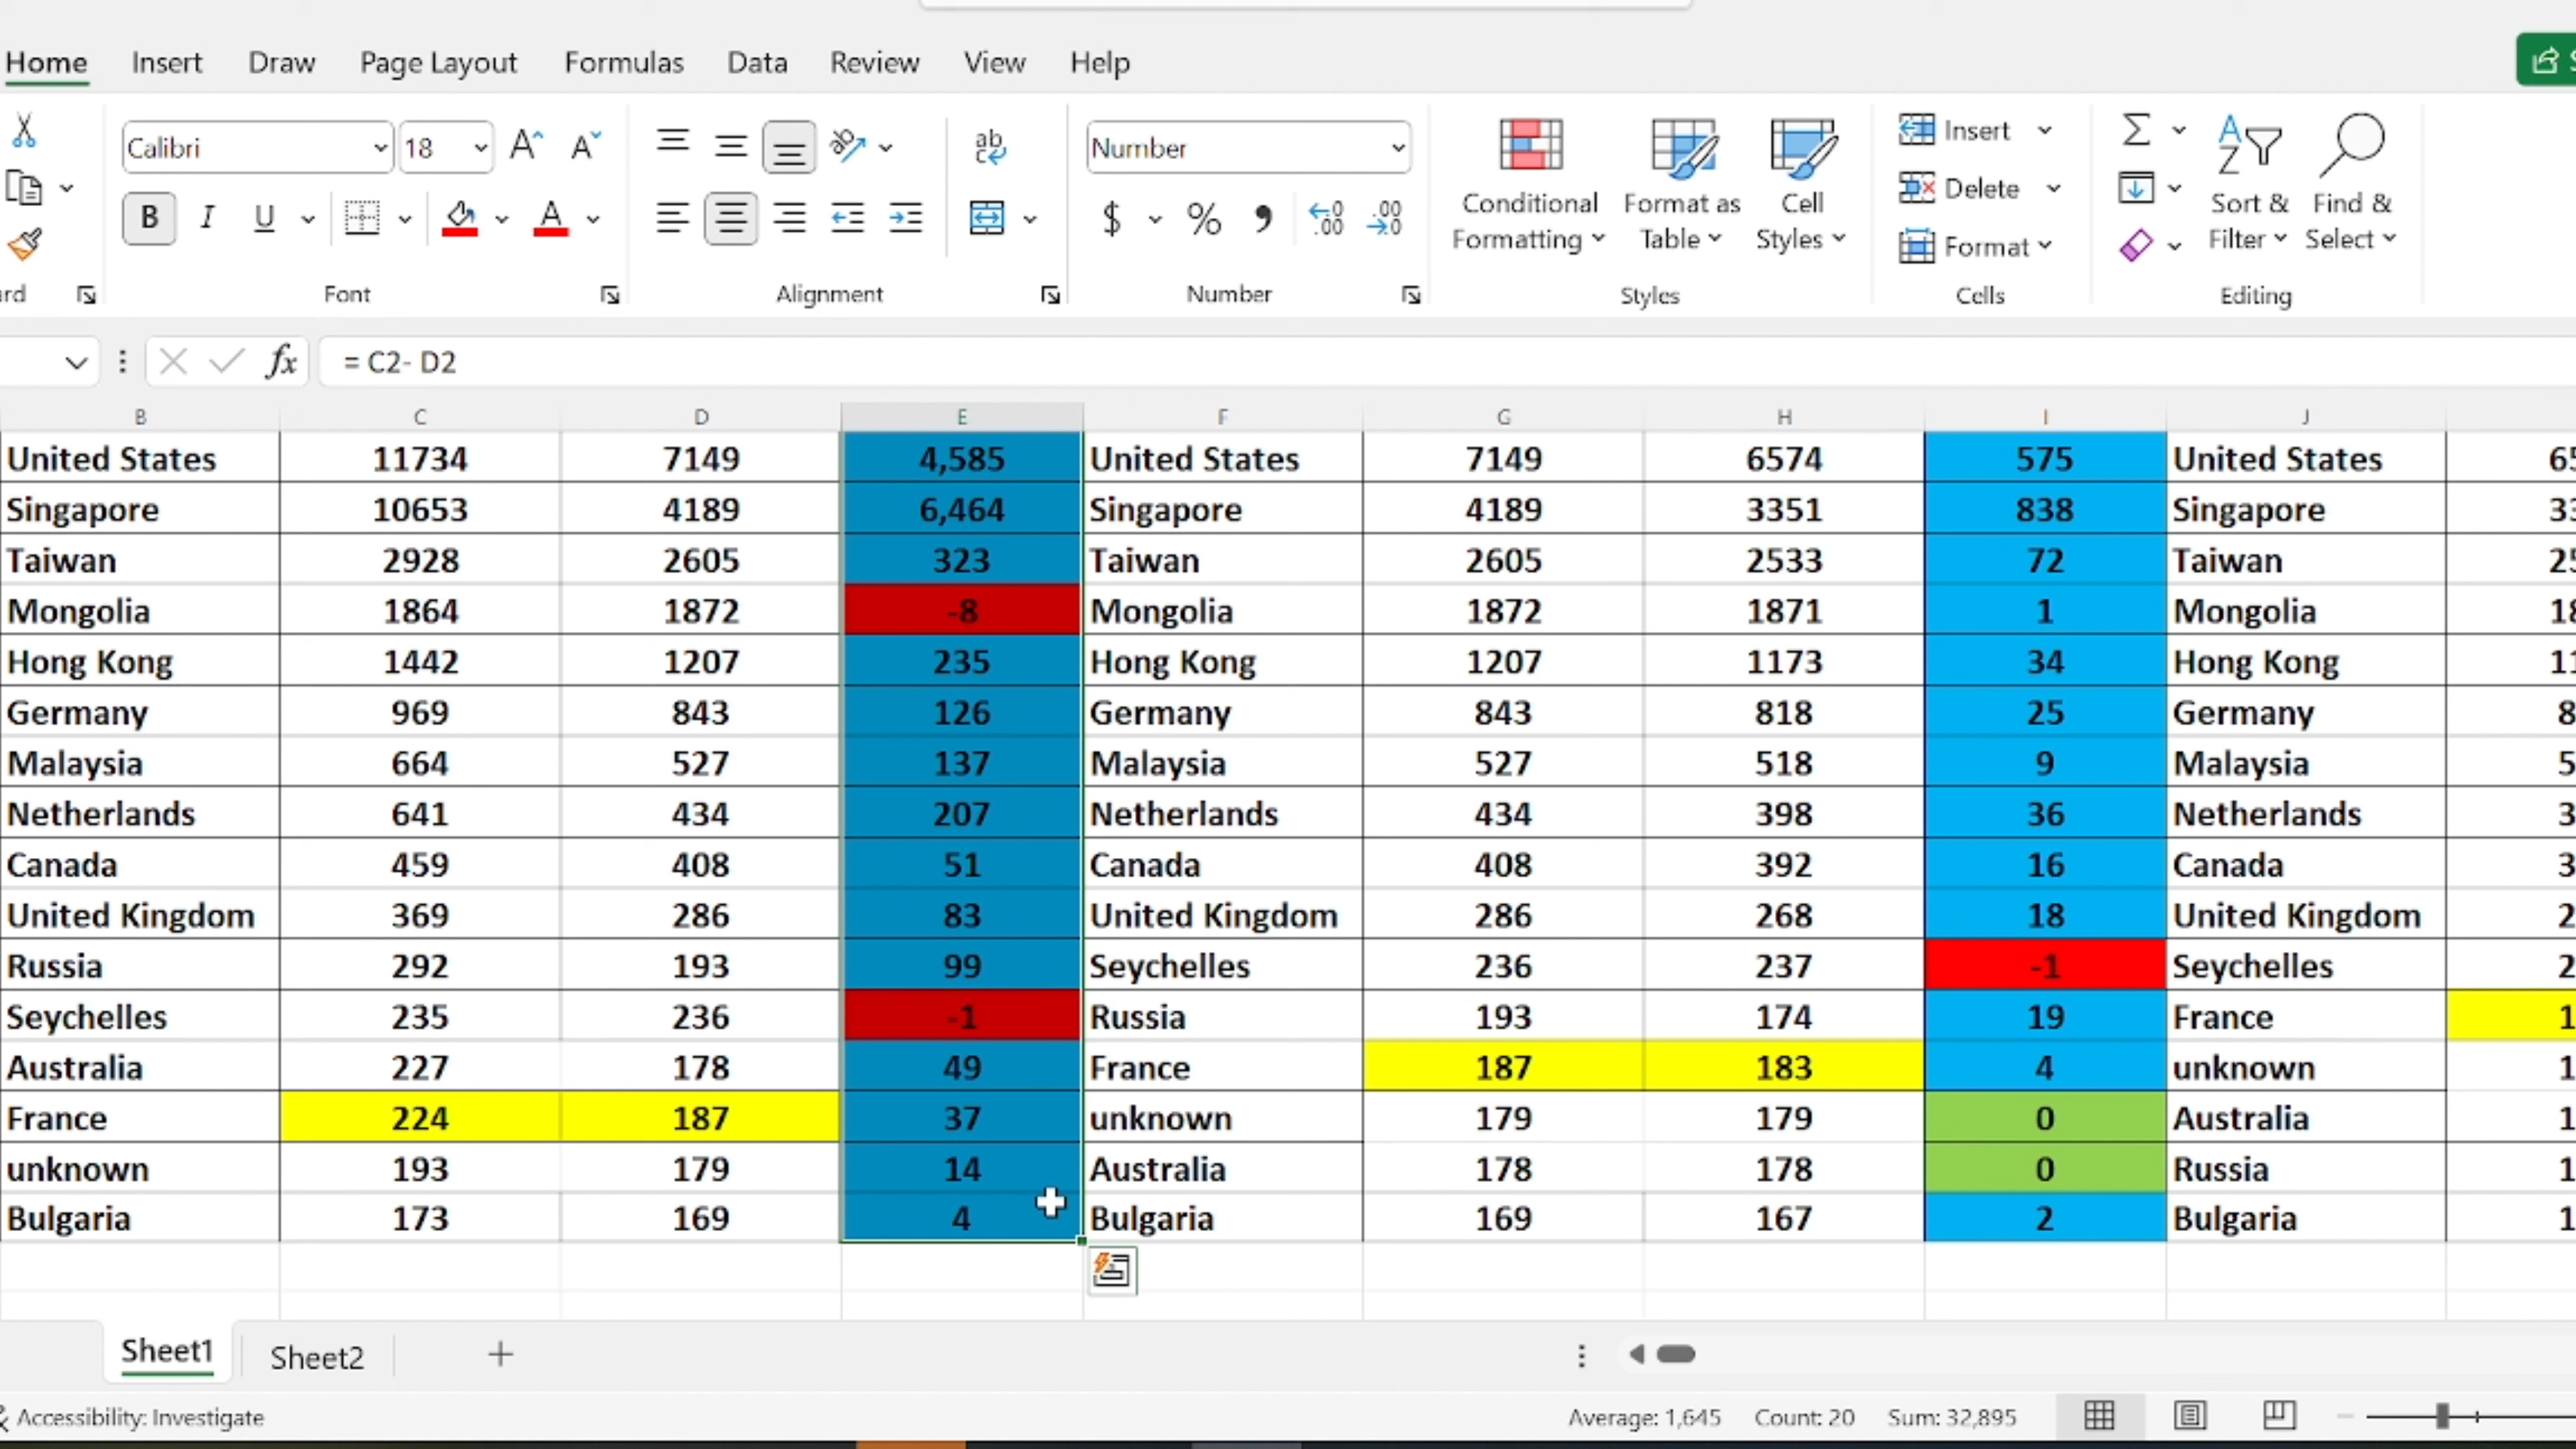 Home Insert Draw Page Layout Formulas Data Review View Help
Calibri 18 Number
Insert
Delete
Format
B I U $ % , Conditional Formatting Format as Table Cell Styles Sort & Filter Find & Select
Font Alignment Number Styles Cells Editing
fx = C2- D2
B C D E F G H I J
United States 11734 7149 4,585 United States 7149 6574 575 United States
Singapore 10653 4189 6,464 Singapore 4189 3351 838 Singapore
Taiwan 2928 2605 323 Taiwan 2605 2533 72 Taiwan
Mongolia 1864 1872 -8 Mongolia 1872 1871 1 Mongolia
Hong Kong 1442 1207 235 Hong Kong 1207 1173 34 Hong Kong
Germany 969 843 126 Germany 843 818 25 Germany
Malaysia 664 527 137 Malaysia 527 518 9 Malaysia
Netherlands 641 434 207 Netherlands 434 398 36 Netherlands
Canada 459 408 51 Canada 408 392 16 Canada
United Kingdom 369 286 83 United Kingdom 286 268 18 United Kingdom
Russia 292 193 99 Seychelles 236 237 -1 Seychelles
Seychelles 235 236 -1 Russia 193 174 19 France
Australia 227 178 49 France 187 183 4 unknown
France 224 187 37 unknown 179 179 0 Australia
unknown 193 179 14 Australia 178 178 0 Russia
Bulgaria 173 169 4 Bulgaria 169 167 2 Bulgaria
Sheet1 Sheet2
Accessibility: Investigate Average: 1,645 Count: 20 Sum: 32,895